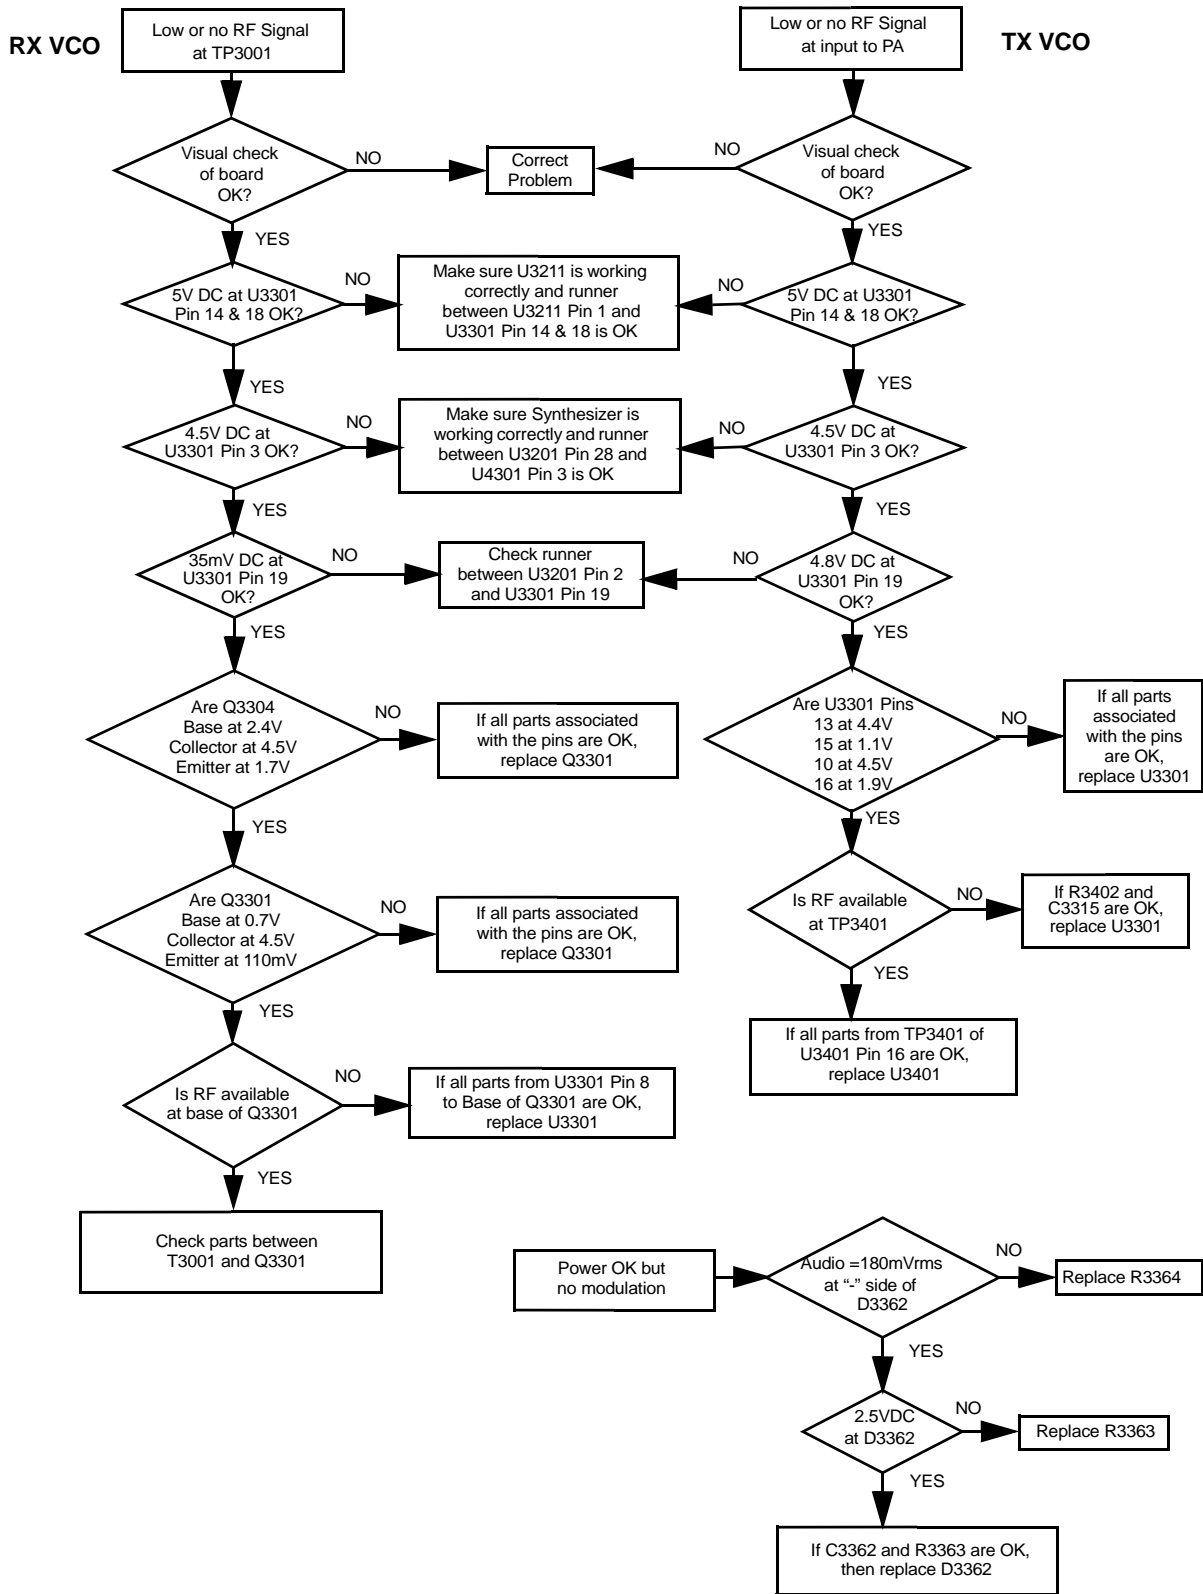 RX VCO
Low or no RF Signal
at TP3001
Visual check
of board
OK?
NO
Correct
Problem
YES
5V DC at U3301
Pin 14 & 18 OK?
NO
Make sure U3211 is working
correctly and runner
between U3211 Pin 1 and
U3301 Pin 14 & 18 is OK
YES
4.5V DC at
U3301 Pin 3 OK?
NO
Make sure Synthesizer is
working correctly and runner
between U3201 Pin 28 and
U4301 Pin 3 is OK
YES
35mV DC at
U3301 Pin 19
OK?
NO
Check runner
between U3201 Pin 2
and U3301 Pin 19
YES
Are Q3304
Base at 2.4V
Collector at 4.5V
Emitter at 1.7V
NO
If all parts associated
with the pins are OK,
replace Q3301
YES
Are Q3301
Base at 0.7V
Collector at 4.5V
Emitter at 110mV
NO
If all parts associated
with the pins are OK,
replace Q3301
YES
Is RF available
at base of Q3301
NO
If all parts from U3301 Pin 8
to Base of Q3301 are OK,
replace U3301
YES
Check parts between
T3001 and Q3301
TX VCO
Low or no RF Signal
at input to PA
Visual check
of board
OK?
NO
YES
5V DC at U3301
Pin 14 & 18 OK?
NO
YES
4.5V DC at
U3301 Pin 3 OK?
NO
YES
4.8V DC at
U3301 Pin 19
OK?
NO
YES
Are U3301 Pins
13 at 4.4V
15 at 1.1V
10 at 4.5V
16 at 1.9V
NO
If all parts
associated
with the pins
are OK,
replace U3301
YES
Is RF available
at TP3401
NO
If R3402 and
C3315 are OK,
replace U3301
YES
If all parts from TP3401 of
U3401 Pin 16 are OK,
replace U3401
Power OK but
no modulation
Audio =180mVrms
at “-” side of
D3362
NO
Replace R3364
YES
2.5VDC
at D3362
NO
Replace R3363
YES
If C3362 and R3363 are OK,
then replace D3362